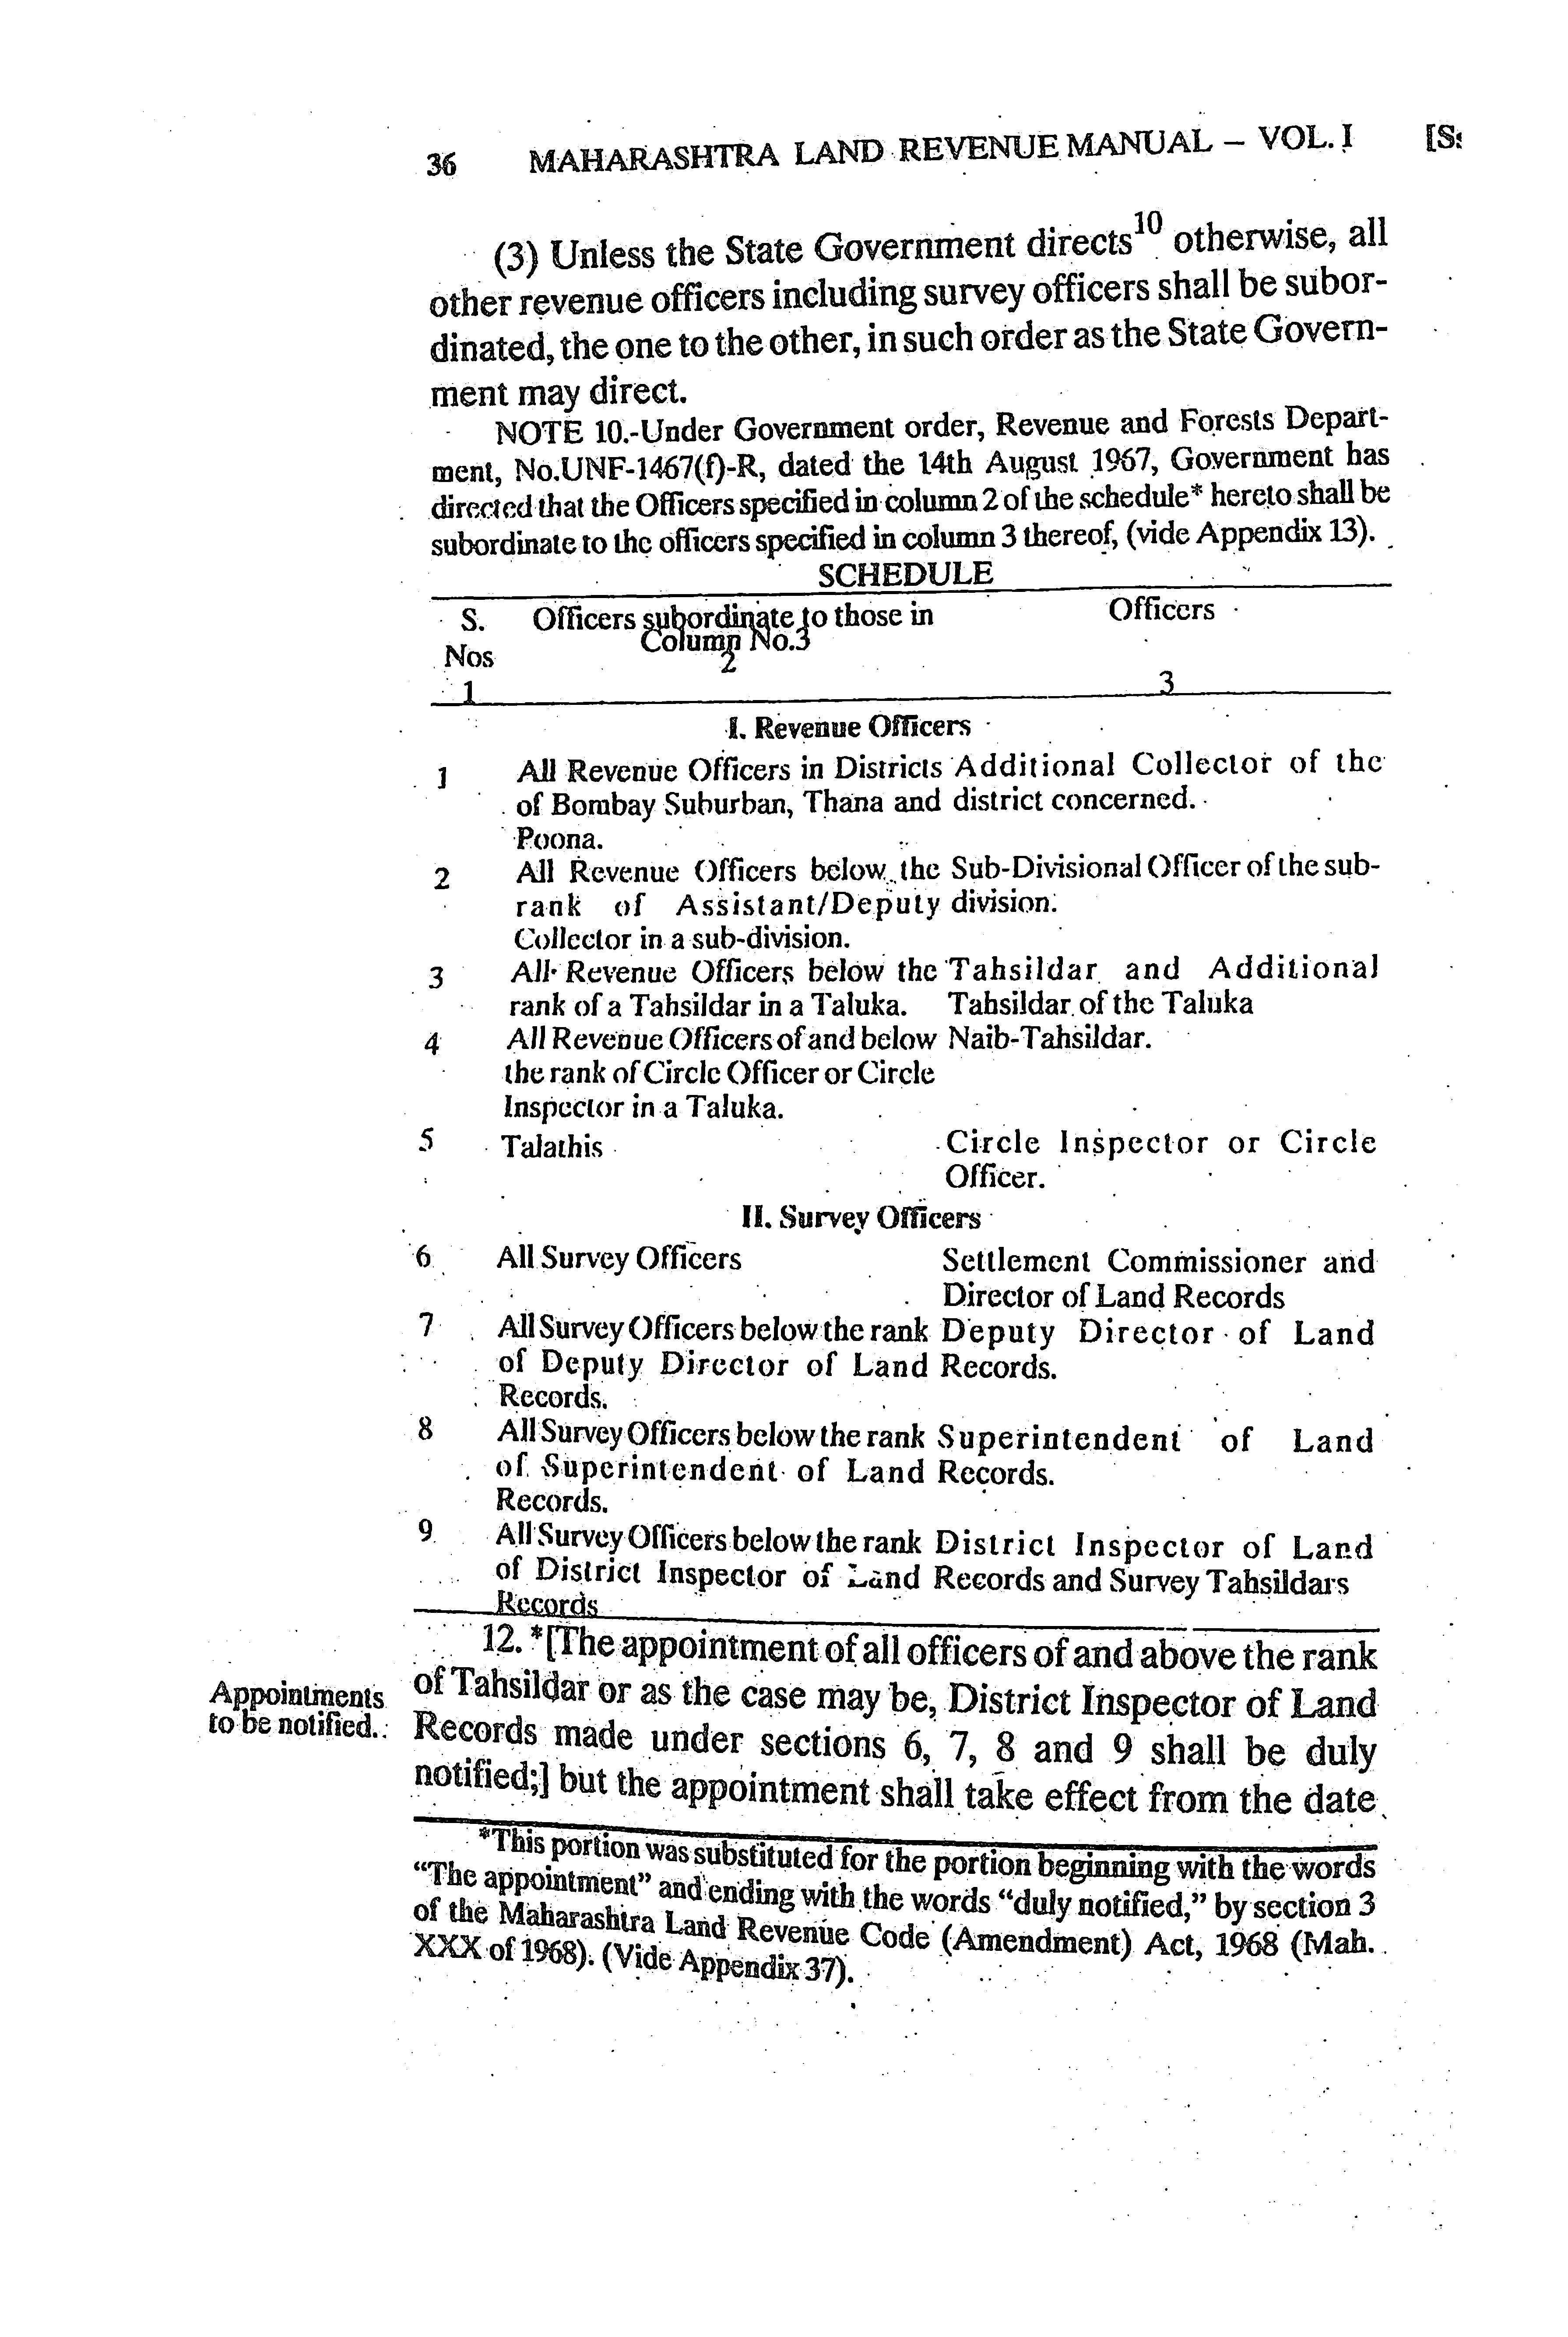 36 MAHARASHTRA LAND REVENUE MANUAL – VOL. I [S
(3) Unless the State Government directs10 otherwise, all
other revenue officers including survey officers shall be subor-
dinated, the one to the other, in such order as the State Govern-
ment may direct.
NOTE 10.-Under Government order, Revenue and Forests Depart-
ment, No.UNF-1467(f)-R, dated the 14th August 1967, Government has
directed that the Officers specified in column 2 of the schedule* hereto shall be
subordinate to the officers specified in column 3 thereof, (vide Appendix 13).
SCHEDULE
S. Officers subordinate to those in Officers
Column No.3
Nos 2
1 3
I. Revenue Officers
1 All Revenue Officers in Districts Additional Collector of the
of Bombay Suburban, Thana and district concerned.
Poona.
2 All Revenue Officers below the Sub-Divisional Officer of the sub-
rank of Assistant/Deputy division.
Collector in a sub-division.
3 All Revenue Officers below the Tahsildar and Additional
rank of a Tahsildar in a Taluka. Tahsildar of the Taluka
4 All Revenue Officers of and below Naib-Tahsildar.
the rank of Circle Officer or Circle
Inspector in a Taluka.
5 Talathis Circle Inspector or Circle
Officer.
II. Survey Officers
6 All Survey Officers Settlement Commissioner and
Director of Land Records
7 All Survey Officers below the rank Deputy Director of Land
of Deputy Director of Land Records.
Records.
8 All Survey Officers below the rank Superintendent of Land
of Superintendent of Land Records.
Records.
9 All Survey Officers below the rank District Inspector of Land
of District Inspector of Land Records and Survey Tahsildars
Records
12. *[The appointment of all officers of and above the rank
of Tahsildar or as the case may be, District Inspector of Land
Appointments
to be notified.
Records made under sections 6, 7, 8 and 9 shall be duly
notified;] but the appointment shall take effect from the date
*This portion was substituted for the portion beginning with the words
“The appointment” and ending with the words “duly notified,” by section 3
of the Maharashtra Land Revenue Code (Amendment) Act, 1968 (Mah.
XXX of 1968). (Vide Appendix 37).